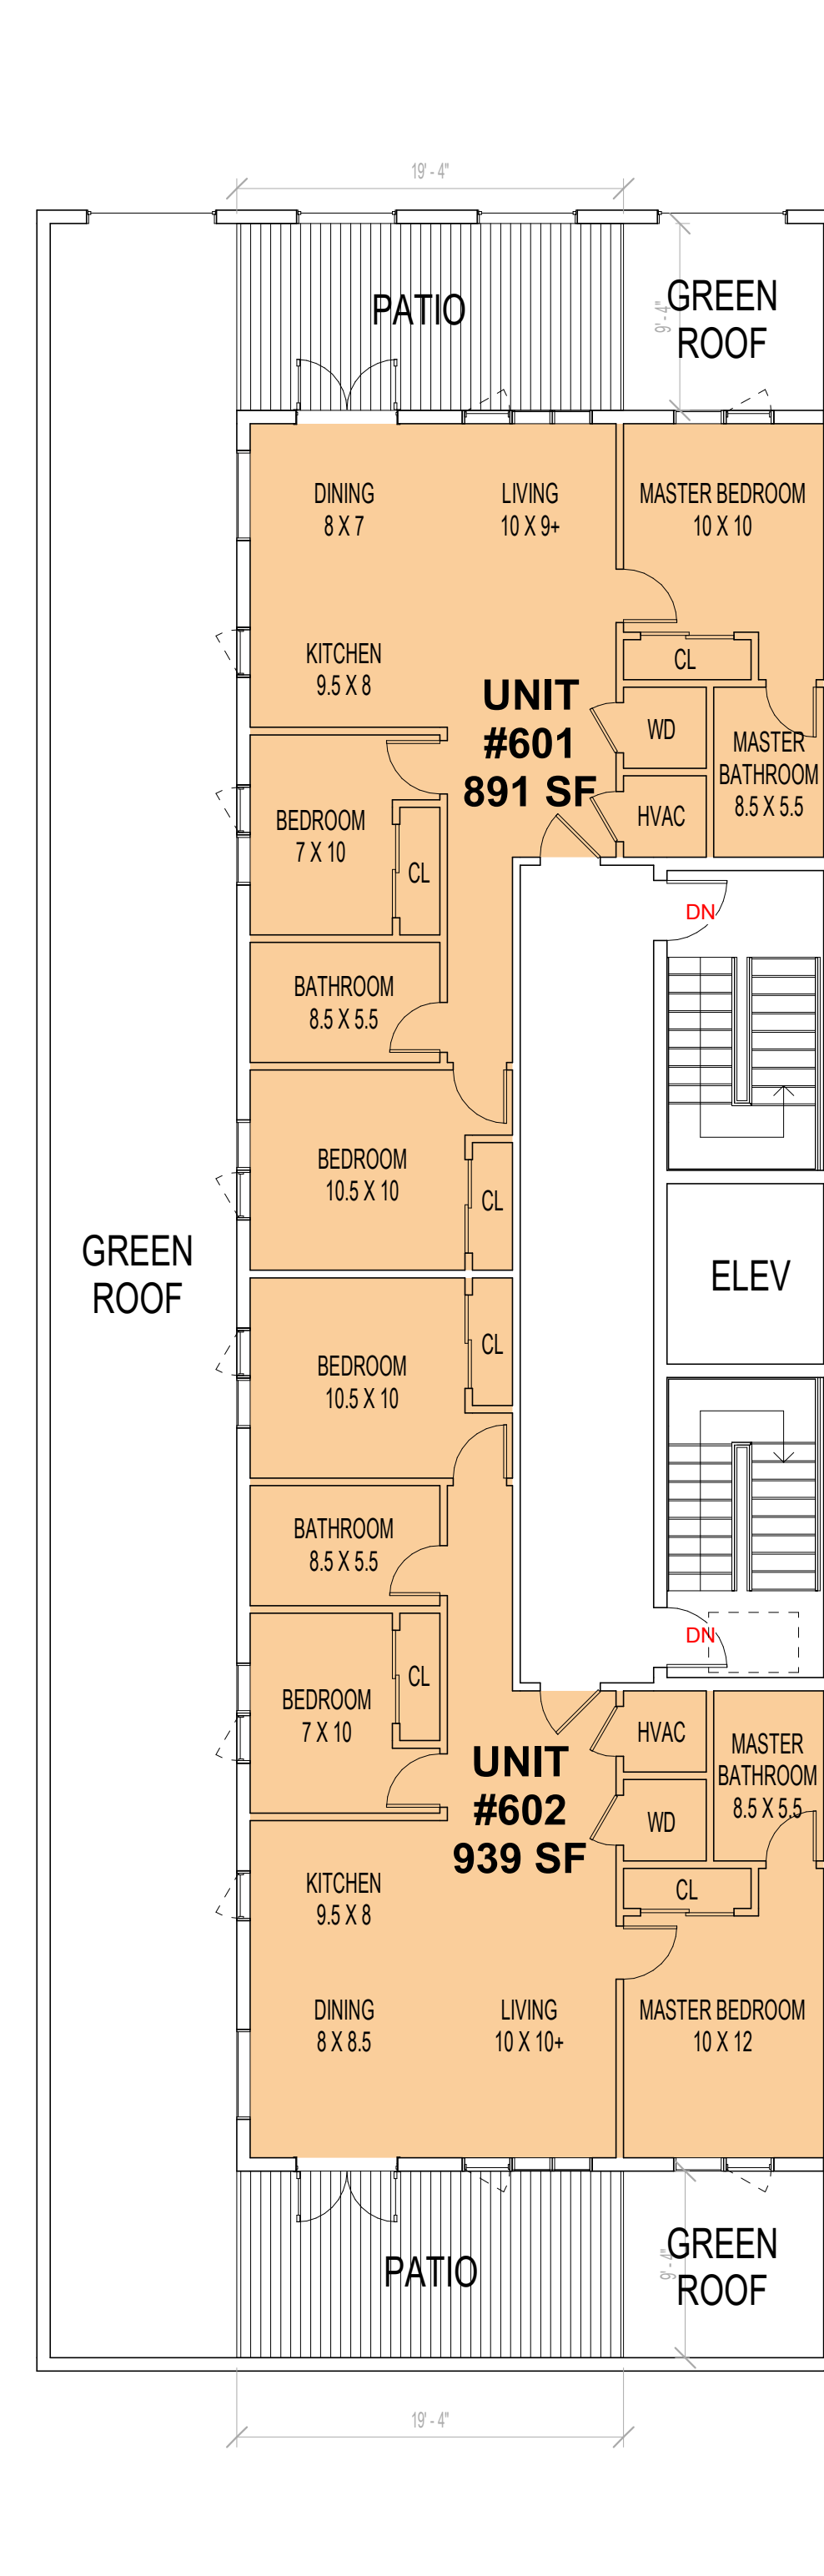 19' - 4"
PATIO
GREEN
ROOF
9' - 4"
DINING
8 X 7
LIVING
10 X 9+
MASTER BEDROOM
10 X 10
KITCHEN
9.5 X 8
CL
UNIT
#601
891 SF
WD
MASTER
BATHROOM
8.5 X 5.5
HVAC
BEDROOM
7 X 10
CL
DN
BATHROOM
8.5 X 5.5
BEDROOM
10.5 X 10
CL
GREEN
ROOF
ELEV
BEDROOM
10.5 X 10
CL
BATHROOM
8.5 X 5.5
DN
BEDROOM
7 X 10
CL
HVAC
MASTER
BATHROOM
8.5 X 5.5
UNIT
#602
939 SF
WD
CL
KITCHEN
9.5 X 8
DINING
8 X 8.5
LIVING
10 X 10+
MASTER BEDROOM
10 X 12
PATIO
GREEN
ROOF
9' - 4"
19' - 4"